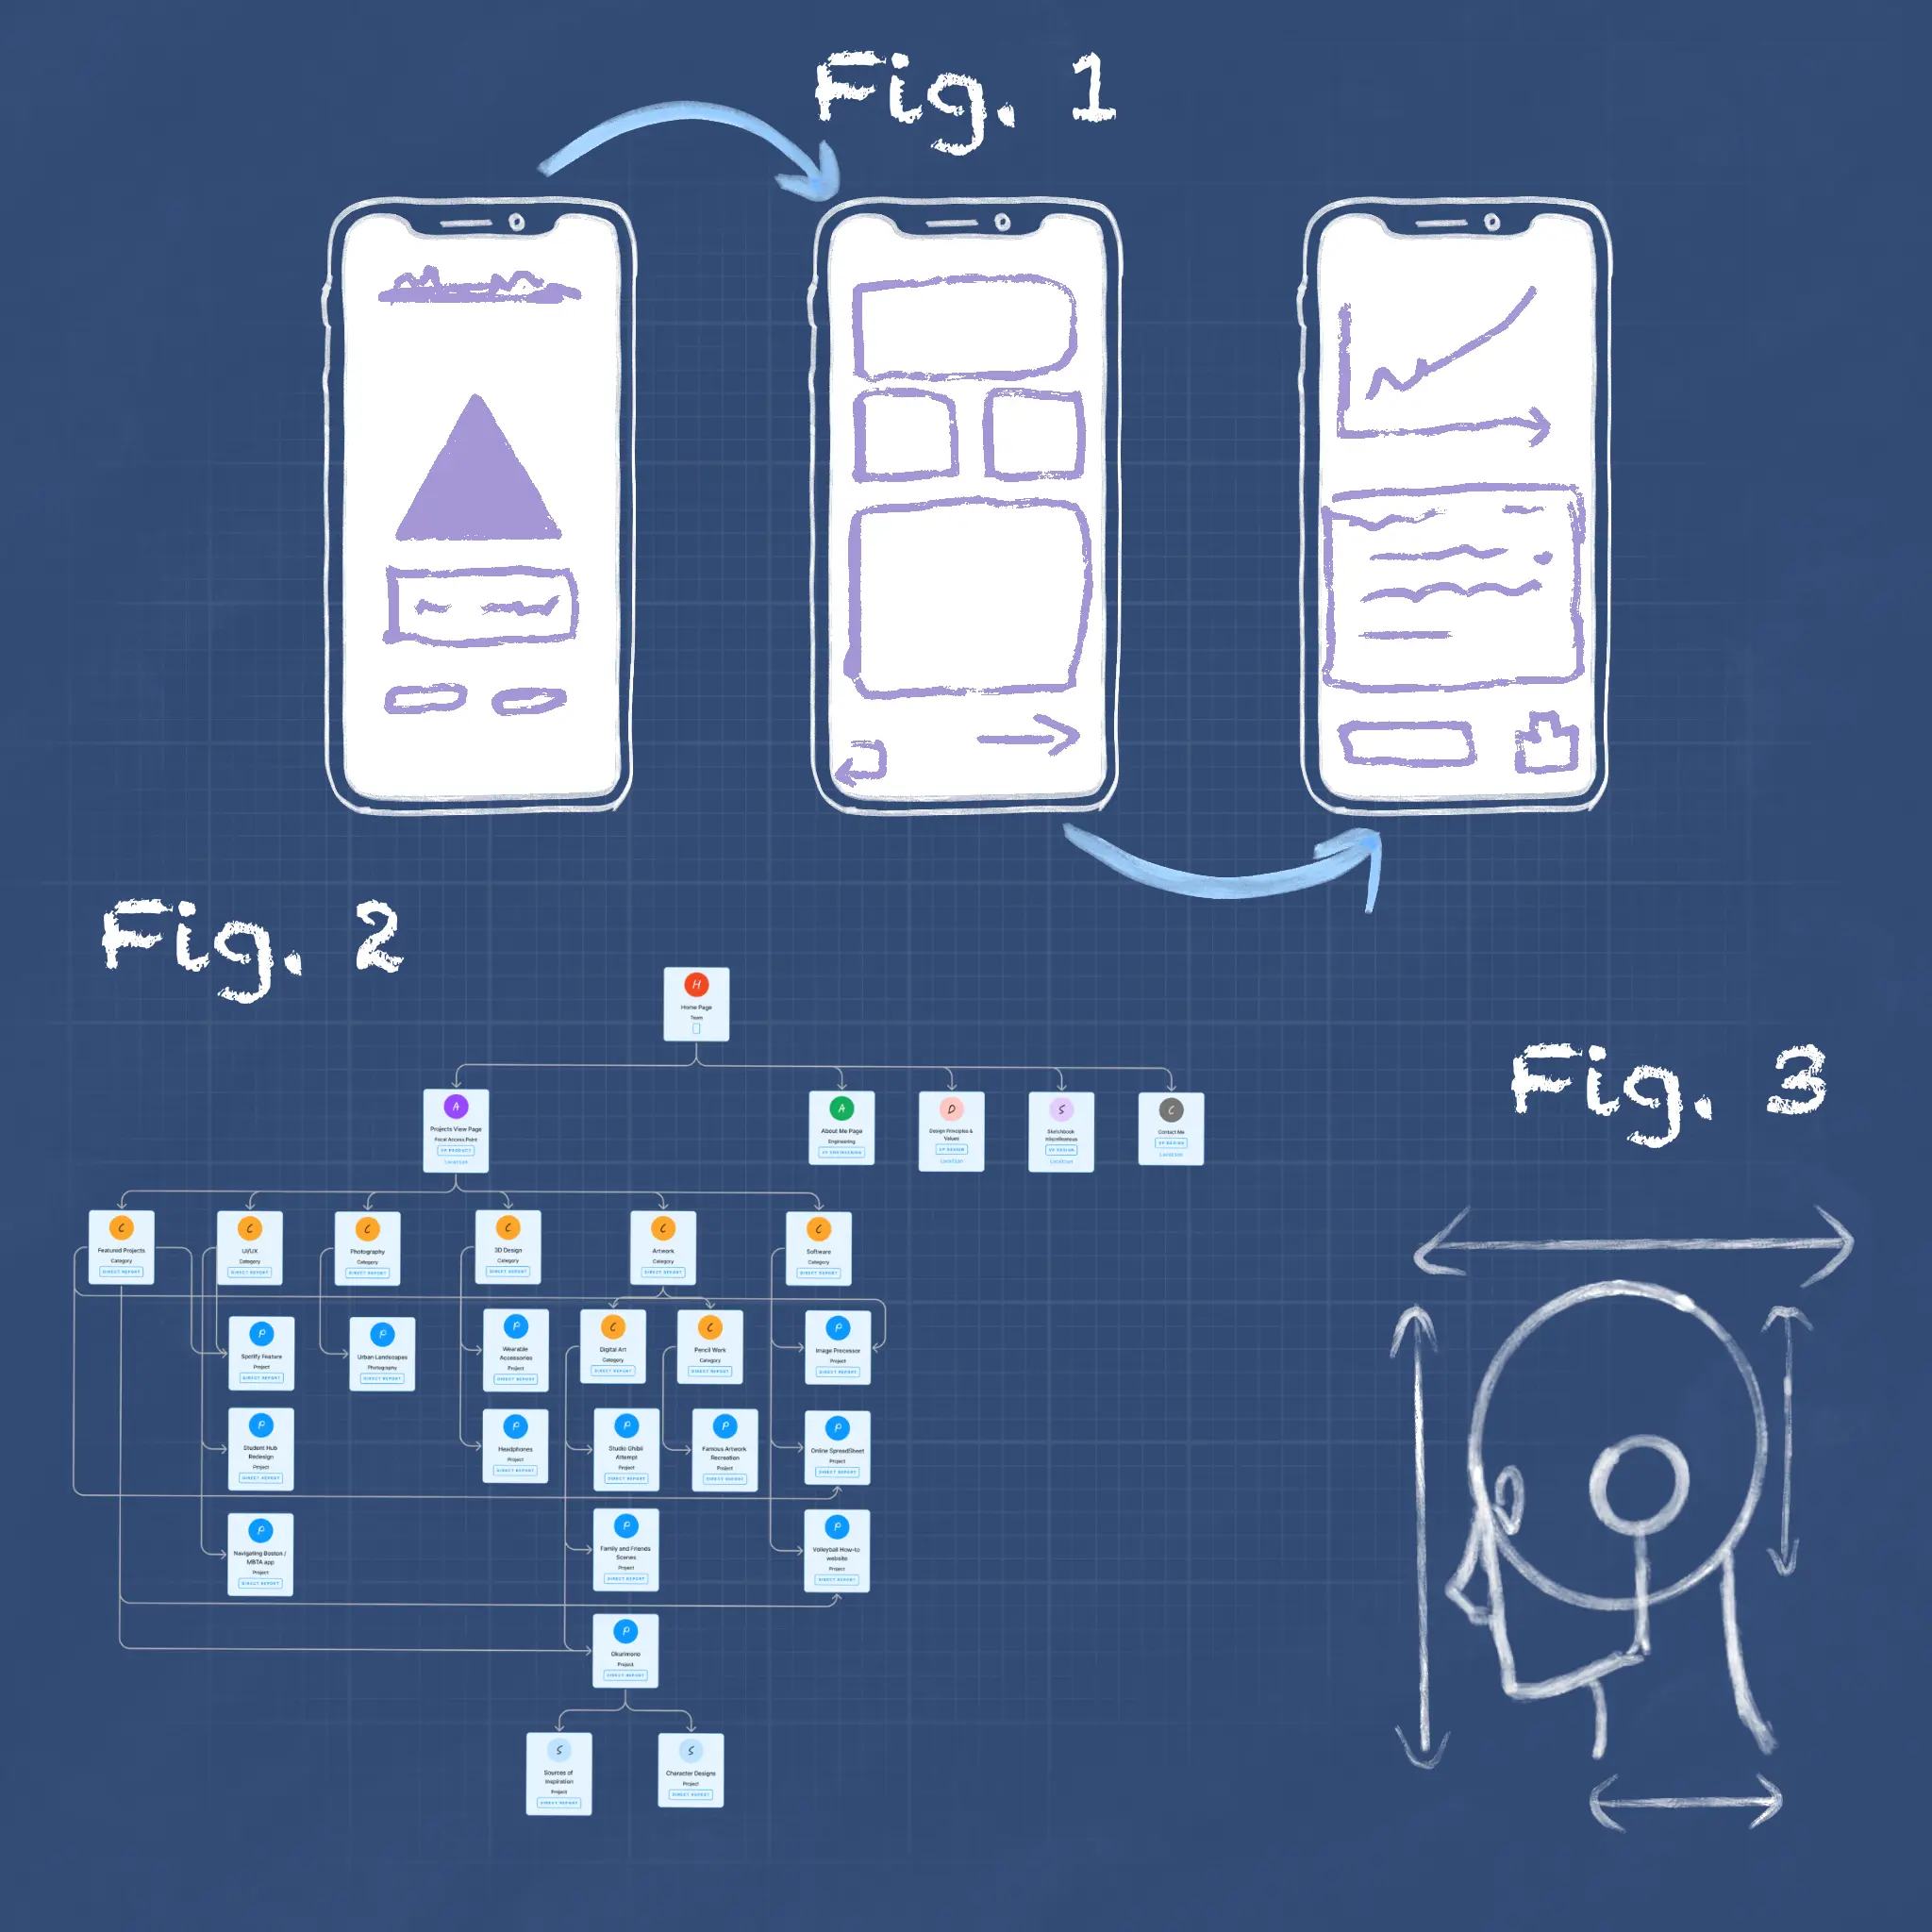 Fig. 1
Fig. 2
H
Home Page
Team
Fig. 3
A
Projects View Page
Focal Access Point
VP PRODUCT
Location
A
About Me Page
Engineering
VP ENGINEERING
D
Design Principles &
Values
VP DESIGN
Location
S
Sketchbook
miscellaneous
VP DESIGN
Location
C
Contact Me
VP DESIGN
Location
C
Featured Projects
Category
DIRECT REPORT
C
UI/UX
Category
DIRECT REPORT
C
Photography
Category
DIRECT REPORT
C
3D Design
Category
DIRECT REPORT
C
Artwork
Category
DIRECT REPORT
C
Software
Category
DIRECT REPORT
P
Spotify Feature
Project
DIRECT REPORT
P
Urban Landscapes
Photography
DIRECT REPORT
P
Wearable
Accessories
Project
DIRECT REPORT
C
Digital Art
Category
DIRECT REPORT
C
Pencil Work
Category
DIRECT REPORT
P
Image Processor
Project
DIRECT REPORT
P
Student Hub
Redesign
Project
DIRECT REPORT
P
Headphones
Project
DIRECT REPORT
P
Studio Ghibli
Attempt
Project
DIRECT REPORT
P
Famous Artwork
Recreation
Project
DIRECT REPORT
P
Online SpreadSheet
Project
DIRECT REPORT
P
Navigating Boston /
MBTA app
Project
DIRECT REPORT
P
Family and Friends
Scenes
Project
DIRECT REPORT
P
Volleyball How-to
website
Project
DIRECT REPORT
P
Okurimono
Project
DIRECT REPORT
S
Sources of
Inspiration
Project
DIRECT REPORT
S
Character Designs
Project
DIRECT REPORT